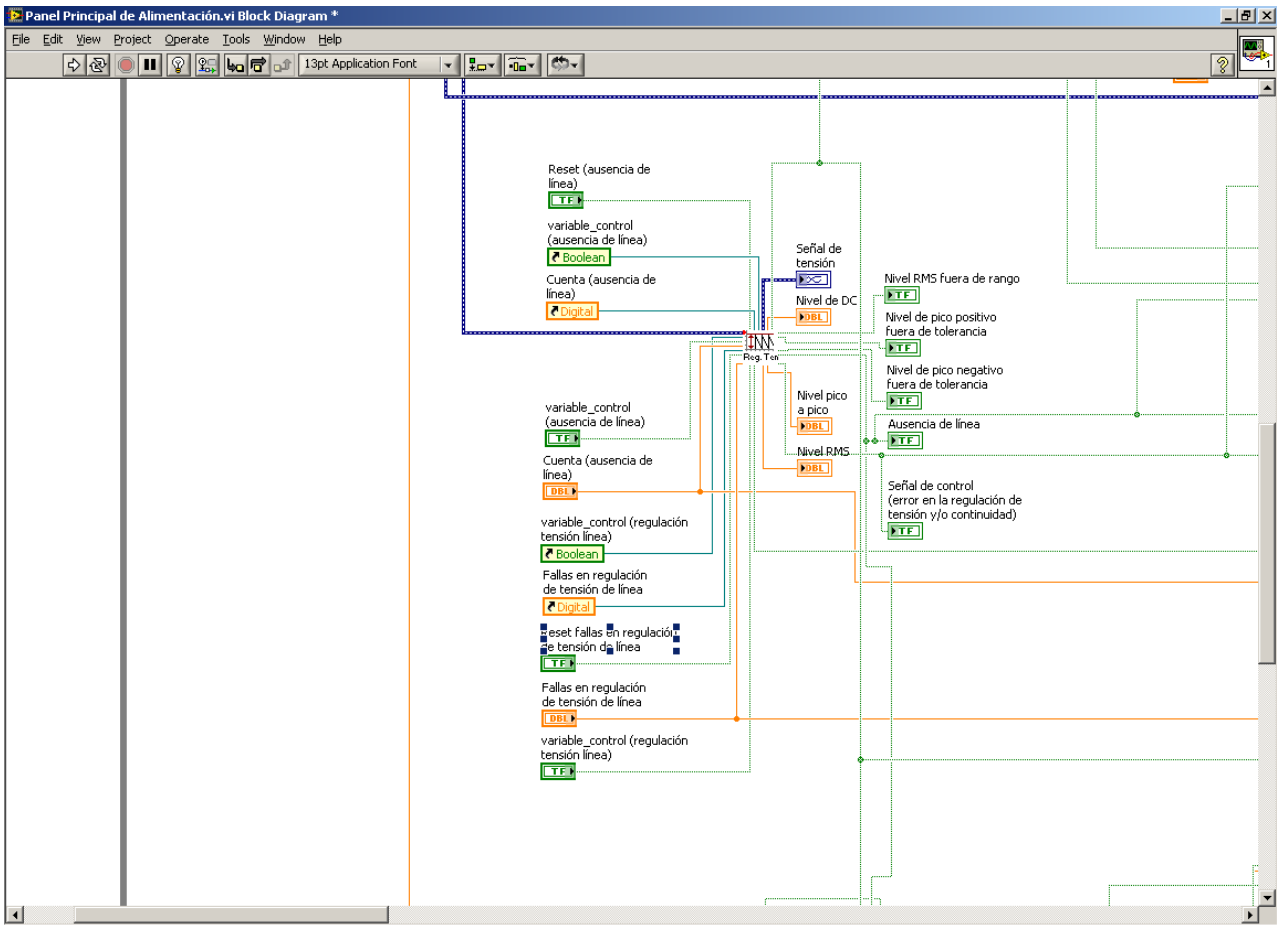 Panel Principal de Alimentación.vi Block Diagram *
File Edit View Project Operate Tools Window Help
13pt Application Font
?
1
Reset (ausencia de
línea)
TF
variable_control
(ausencia de línea)
Boolean
Cuenta (ausencia de
línea)
Digital
Señal de
tensión
Nivel de DC
DBL
Reg. Ten
Nivel RMS fuera de rango
TF
Nivel de pico positivo
fuera de tolerancia
TF
Nivel de pico negativo
fuera de tolerancia
TF
Nivel pico
a pico
DBL
Ausencia de línea
TF
Nivel RMS
DBL
Señal de control
(error en la regulación de
tensión y/o continuidad)
TF
variable_control
(ausencia de línea)
TF
Cuenta (ausencia de
línea)
DBL
variable_control (regulación
tensión línea)
Boolean
Fallas en regulación
de tensión de línea
Digital
Reset fallas en regulación
de tensión de línea
TF
Fallas en regulación
de tensión de línea
DBL
variable_control (regulación
tensión línea)
TF